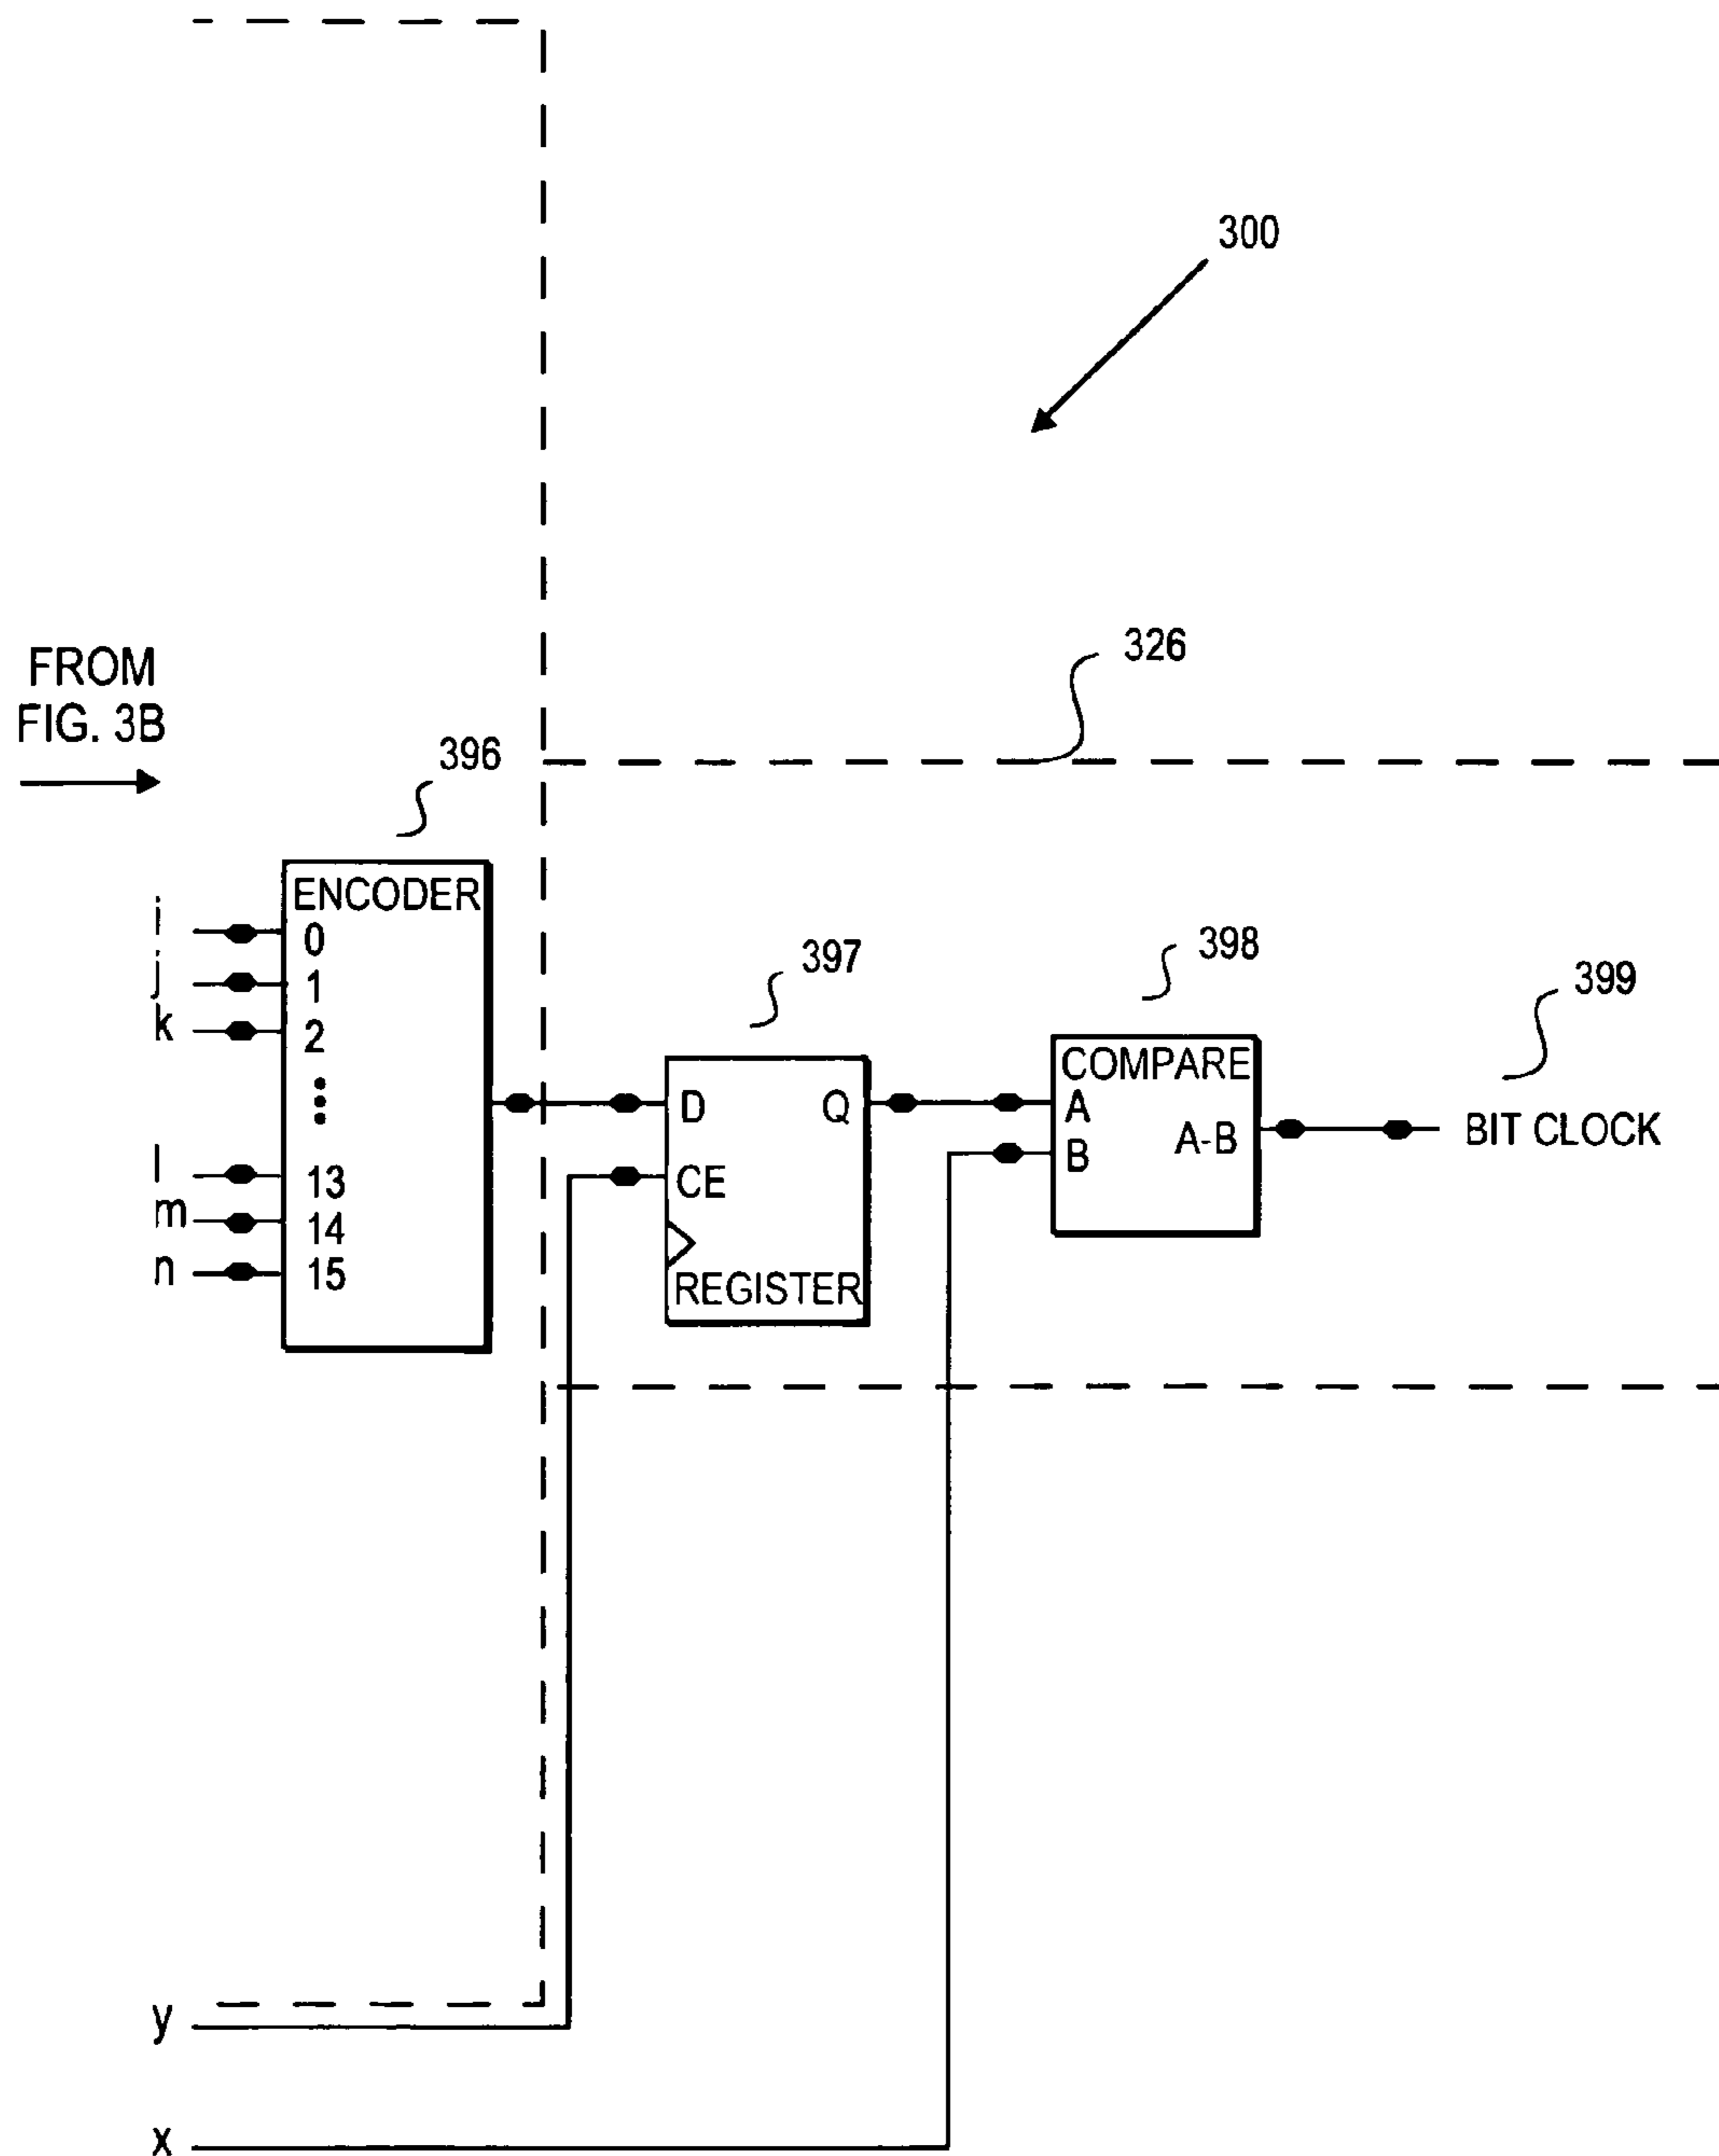 300
326
FROM
FIG. 3B
396
ENCODER
i
0
j
1
k
2
l
13
m
14
n
15
397
D
Q
CE
REGISTER
398
COMPARE
A
B
A-B
399
BIT CLOCK
y
x